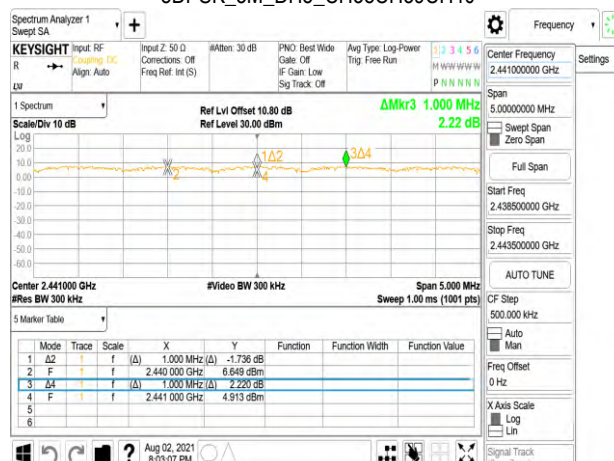 Spectrum Analyzer 1
Swept SA
Frequency
KEYSIGHT
R
Input: RF
Coupling: DC
Align: Auto
Input Z: 50 Ω
Corrections: Off
Freq Ref: Int (S)
#Atten: 30 dB
PNO: Best Wide
Gate: Off
IF Gain: Low
Sig Track: Off
Avg Type: Log-Power
Trig: Free Run
1 2 3 4 5 6
M W W W W W
P N N N N N
1 Spectrum
Scale/Div 10 dB
Ref Lvl Offset 10.80 dB
Ref Level 30.00 dBm
ΔMkr3 1.000 MHz
2.22 dB
Log
20.0
10.0
0.00
-10.0
-20.0
-30.0
-40.0
-50.0
-60.0
2
1Δ2
4
3Δ4
Center 2.441000 GHz
#Video BW 300 kHz
Span 5.000 MHz
#Res BW 300 kHz
Sweep 1.00 ms (1001 pts)
5 Marker Table
Mode Trace Scale X Y Function Function Width Function Value
1 Δ2 1 f (Δ) 1.000 MHz (Δ) -1.736 dB
2 F 1 f 2.440 000 GHz 6.649 dBm
3 Δ4 1 f (Δ) 1.000 MHz (Δ) 2.220 dB
4 F 1 f 2.441 000 GHz 4.913 dBm
5
6
Aug 02, 2021
8:03:07 PM
Center Frequency
2.441000000 GHz
Settings
Span
5.00000000 MHz
Swept Span
Zero Span
Full Span
Start Freq
2.438500000 GHz
Stop Freq
2.443500000 GHz
AUTO TUNE
CF Step
500.000 kHz
Auto
Man
Freq Offset
0 Hz
X Axis Scale
Log
Lin
Signal Track